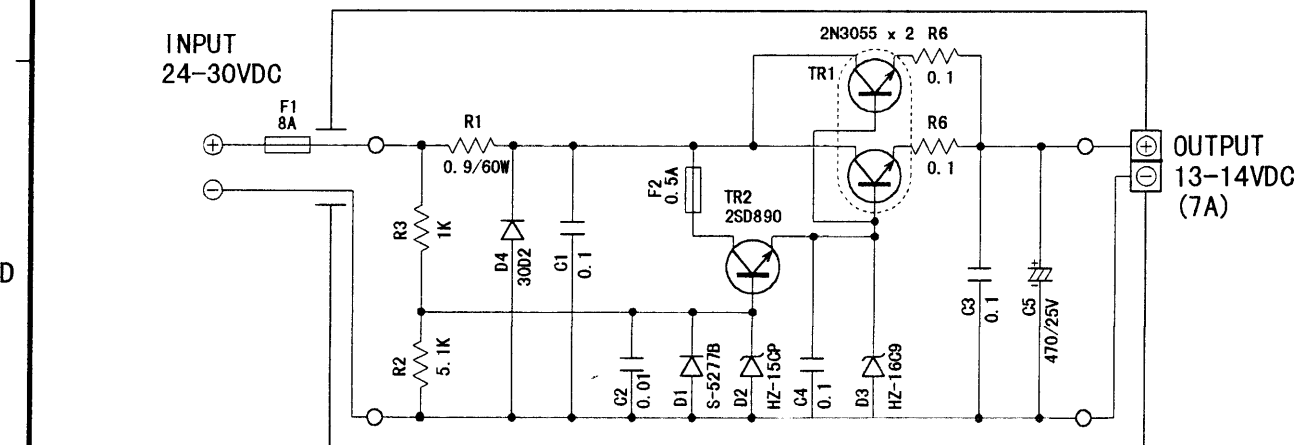 INPUT
24-30VDC
F1
8A
R1
0.9/60W
2N3055 x 2
R6
TR1
0.1
R6
0.1
OUTPUT
13-14VDC
(7A)
F2
0.5A
TR2
2SD890
R3
1K
D4
30D2
C1
0.1
D
R2
5.1K
C2
0.01
D1
S-5277B
D2
HZ-15CP
C4
0.1
D3
HZ-16C9
C3
0.1
C5
470/25V